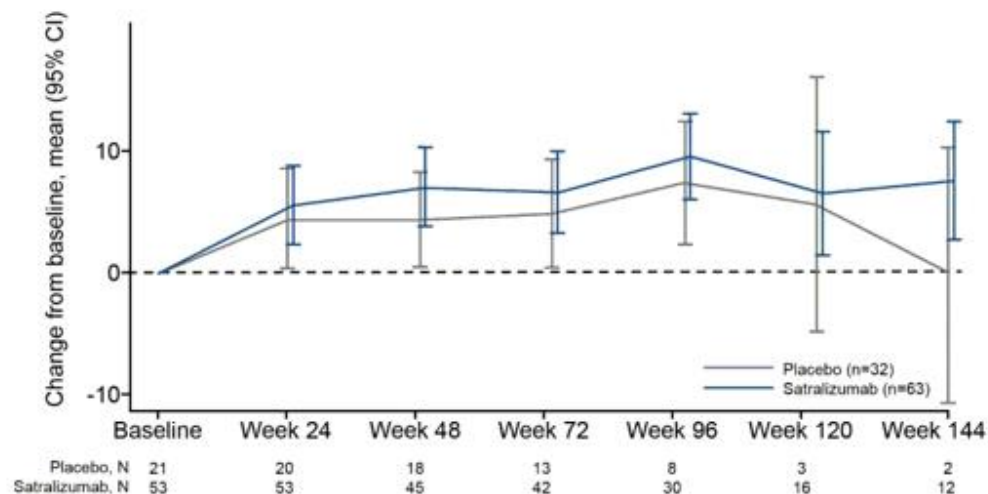 Change from baseline, mean (95% CI)
10
0
-10
Placebo (n=32)
Satralizumab (n=63)
Baseline Week 24 Week 48 Week 72 Week 96 Week 120 Week 144
Placebo, N 21 20 18 13 8 3 2
Satralizumab, N 53 53 45 42 30 16 12